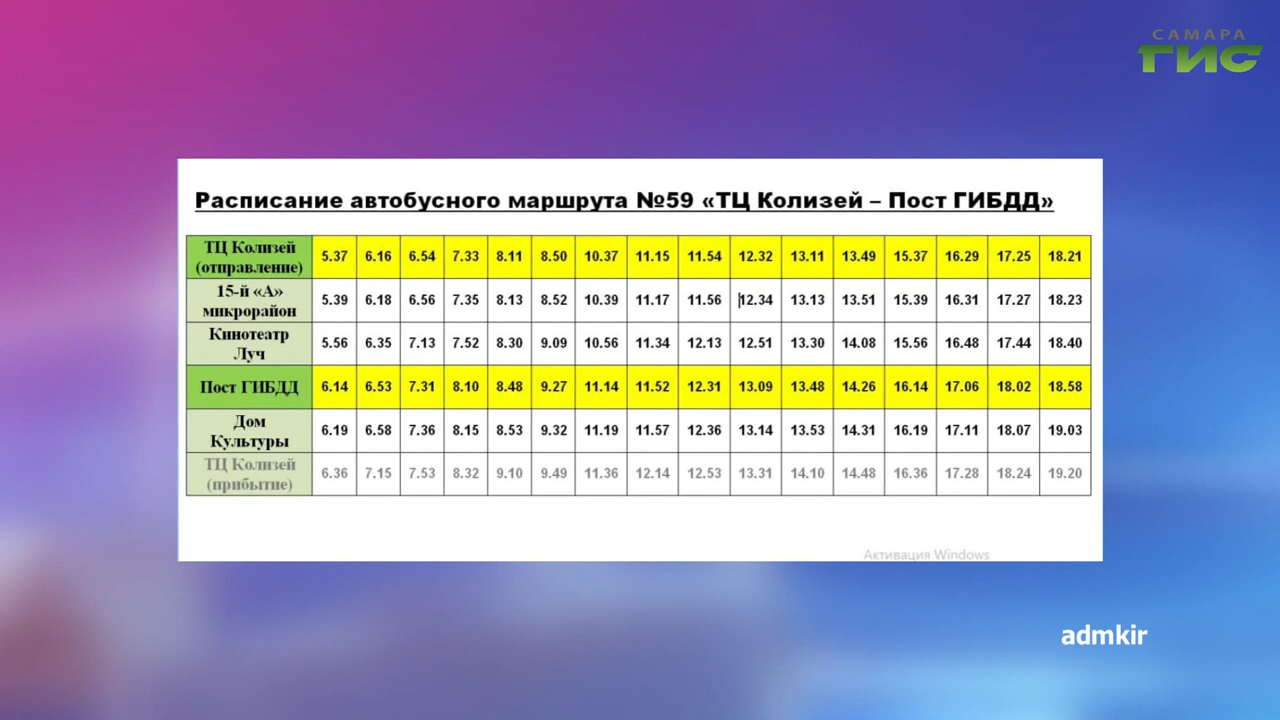 САМАРА
ГИС
Расписание автобусного маршрута №59 «ТЦ Колизей – Пост ГИБДД»
ТЦ Колизей (отправление) 5.37 6.16 6.54 7.33 8.11 8.50 10.37 11.15 11.54 12.32 13.11 13.49 15.37 16.29 17.25 18.21
15-й «А» микрорайон 5.39 6.18 6.56 7.35 8.13 8.52 10.39 11.17 11.56 12.34 13.13 13.51 15.39 16.31 17.27 18.23
Кинотеатр Луч 5.56 6.35 7.13 7.52 8.30 9.09 10.56 11.34 12.13 12.51 13.30 14.08 15.56 16.48 17.44 18.40
Пост ГИБДД 6.14 6.53 7.31 8.10 8.48 9.27 11.14 11.52 12.31 13.09 13.48 14.26 16.14 17.06 18.02 18.58
Дом Культуры 6.19 6.58 7.36 8.15 8.53 9.32 11.19 11.57 12.36 13.14 13.53 14.31 16.19 17.11 18.07 19.03
ТЦ Колизей (прибытие) 6.36 7.15 7.53 8.32 9.10 9.49 11.36 12.14 12.53 13.31 14.10 14.48 16.36 17.28 18.24 19.20
Активация Windows
admkir